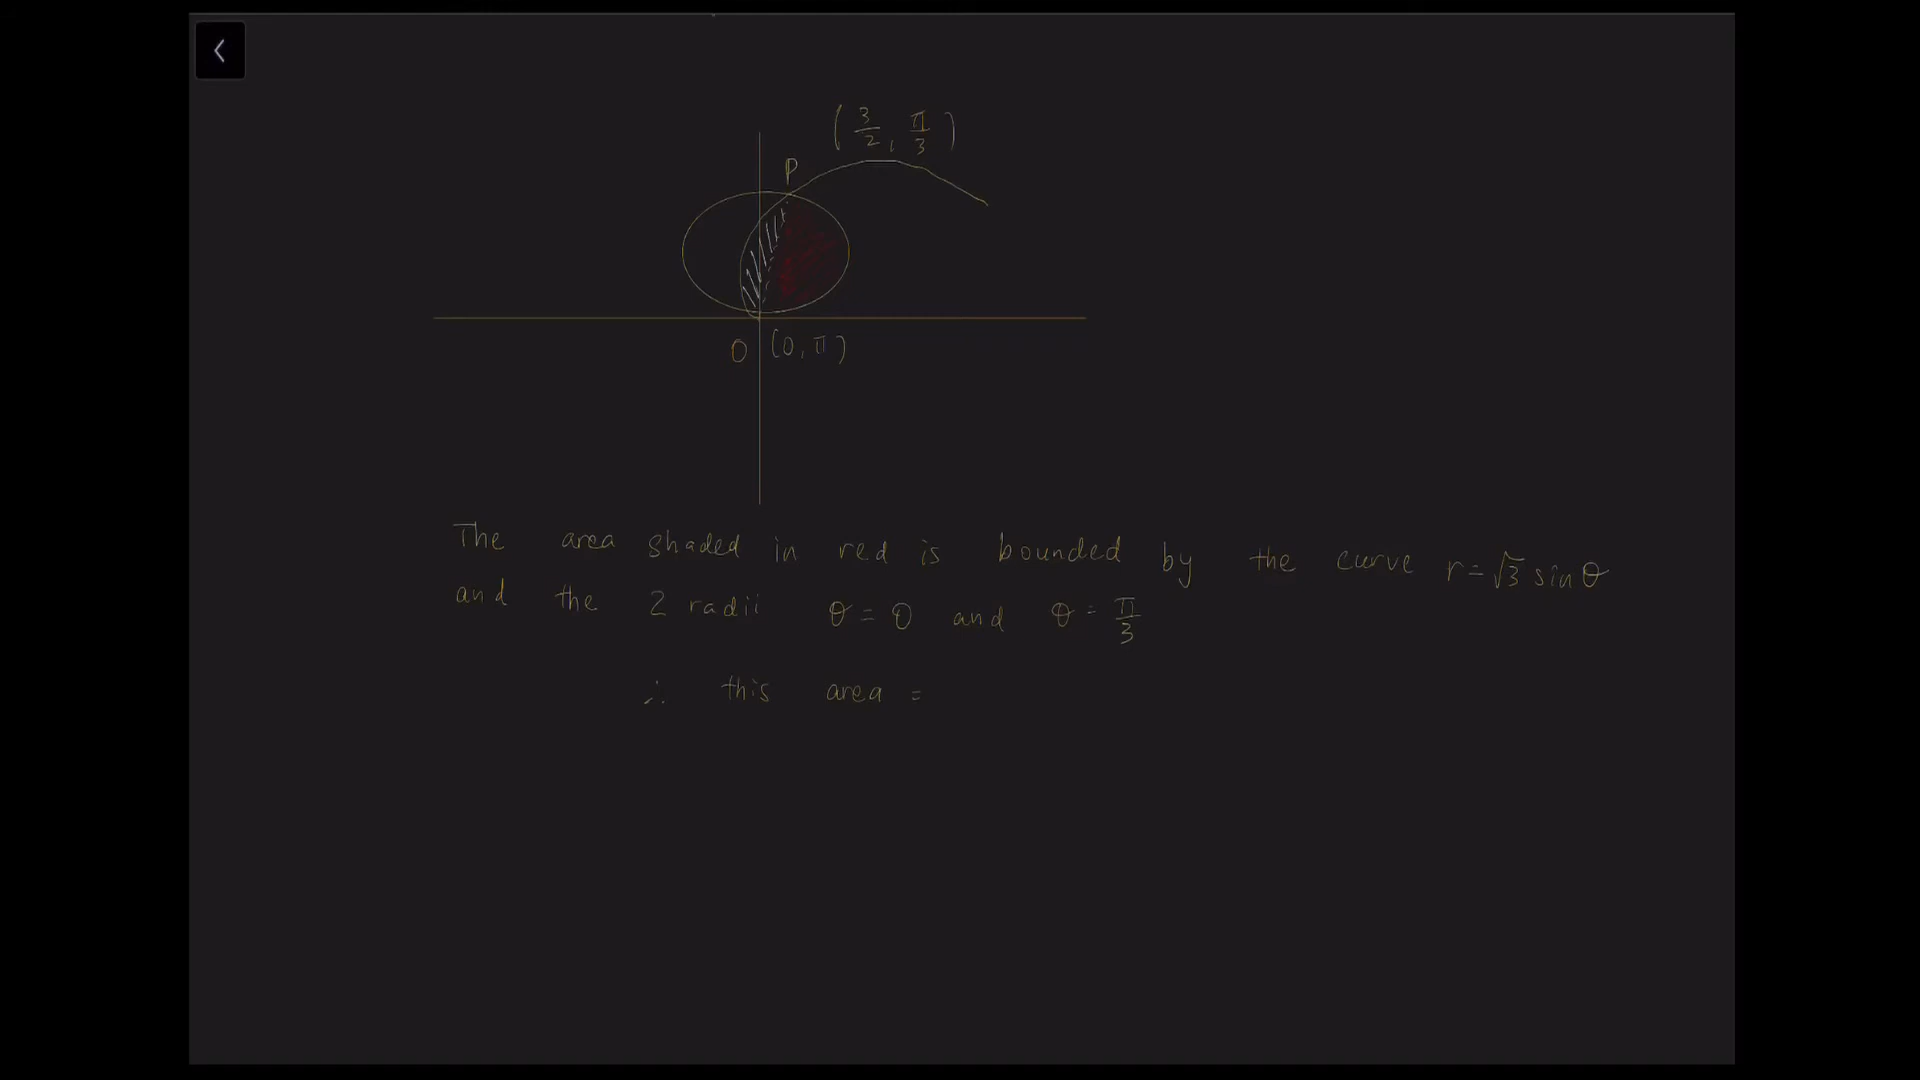 (3/2, π/3)
P
O (0, π)
The area shaded in red is bounded by the curve r = √3 sin θ
and the 2 radii θ = 0 and θ = π/3
∴ this area =